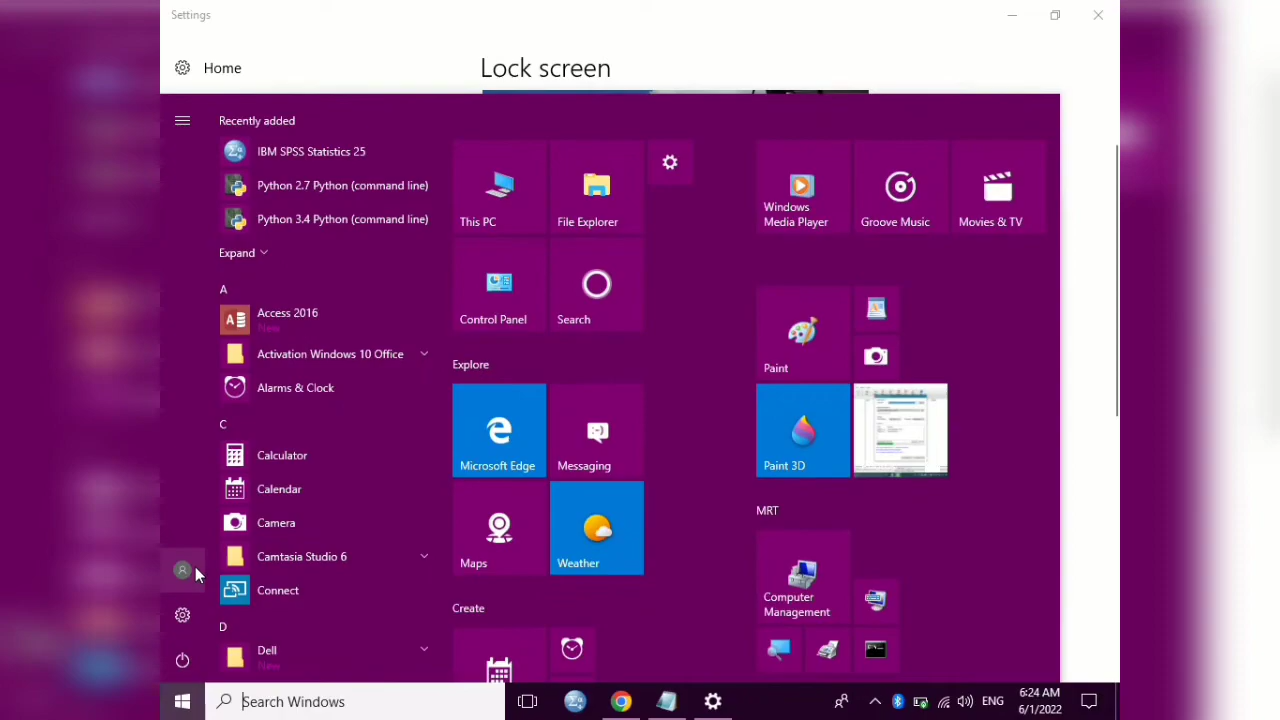 Settings
Home
Lock screen
Recently added
IBM SPSS Statistics 25
Python 2.7 Python (command line)
Python 3.4 Python (command line)
Expand
A
Access 2016
New
Activation Windows 10 Office
Alarms & Clock
C
Calculator
Calendar
Camera
Camtasia Studio 6
Connect
D
Dell
New
This PC
File Explorer
Control Panel
Search
Explore
Microsoft Edge
Messaging
Maps
Weather
Create
Windows
Media Player
Groove Music
Movies & TV
Paint
Paint 3D
MRT
Computer
Management
Search Windows
ENG
6:24 AM
6/1/2022